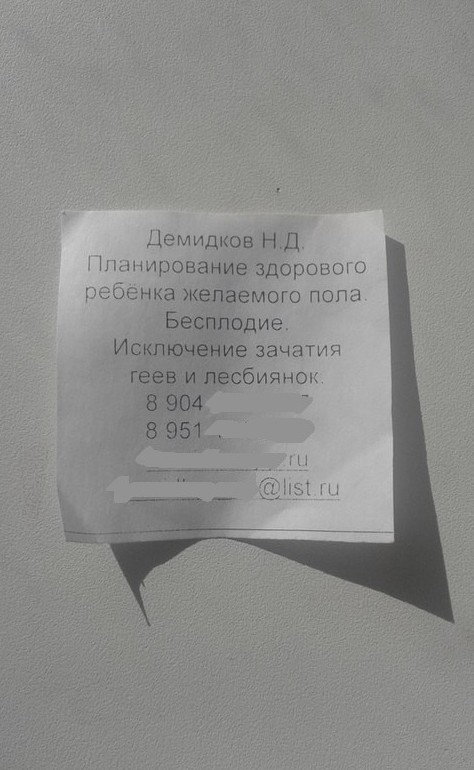 Демидков Н.Д.
Планирование здорового
ребёнка желаемого пола.
Бесплодие.
Исключение зачатия
геев и лесбиянок.
8 904
8 951
ru
@list.ru